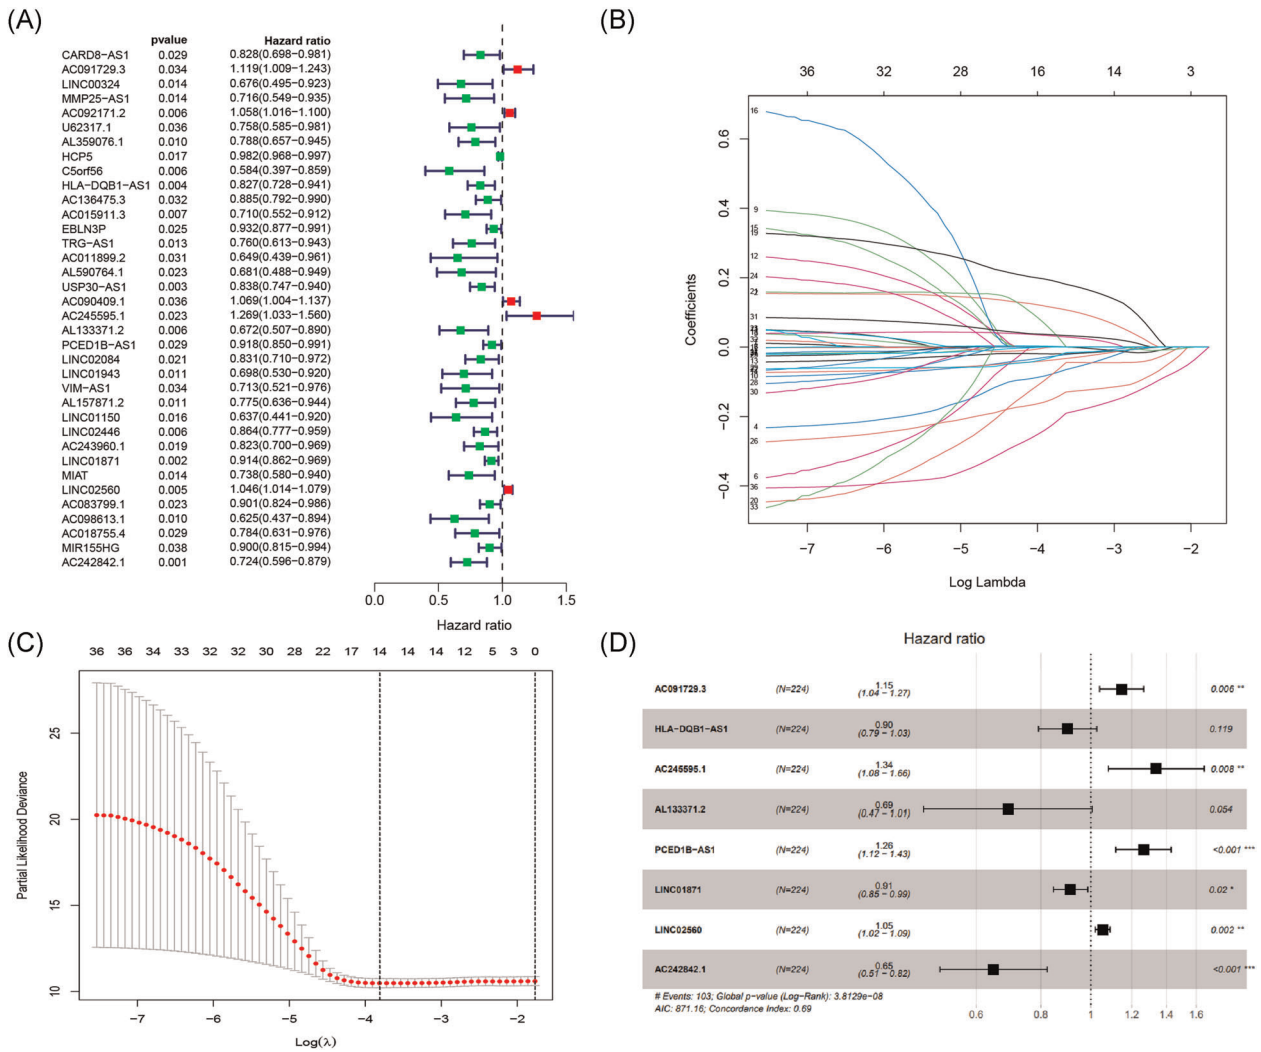 (A)
pvalue Hazard ratio
CARD8-AS1 0.029 0.828(0.698-0.981)
AC091729.3 0.034 1.119(1.009-1.243)
LINC00324 0.014 0.676(0.495-0.923)
MMP25-AS1 0.014 0.716(0.549-0.935)
AC092171.2 0.006 1.058(1.016-1.100)
U62317.1 0.036 0.758(0.585-0.981)
AL359076.1 0.010 0.788(0.657-0.945)
HCP5 0.017 0.982(0.968-0.997)
C5orf56 0.006 0.584(0.397-0.859)
HLA-DQB1-AS1 0.004 0.827(0.728-0.941)
AC136475.3 0.032 0.885(0.792-0.990)
AC015911.3 0.007 0.710(0.552-0.912)
EBLN3P 0.025 0.932(0.877-0.991)
TRG-AS1 0.013 0.760(0.613-0.943)
AC011899.2 0.031 0.649(0.439-0.961)
AL590764.1 0.023 0.681(0.488-0.949)
USP30-AS1 0.003 0.838(0.747-0.940)
AC090409.1 0.036 1.069(1.004-1.137)
AC245595.1 0.023 1.269(1.033-1.560)
AL133371.2 0.006 0.672(0.507-0.890)
PCED1B-AS1 0.029 0.918(0.850-0.991)
LINC02084 0.021 0.831(0.710-0.972)
LINC01943 0.011 0.698(0.530-0.920)
VIM-AS1 0.034 0.713(0.521-0.976)
AL157871.2 0.011 0.775(0.636-0.944)
LINC01150 0.016 0.637(0.441-0.920)
LINC02446 0.006 0.864(0.777-0.959)
AC243960.1 0.019 0.823(0.700-0.969)
LINC01871 0.002 0.914(0.862-0.969)
MIAT 0.014 0.738(0.580-0.940)
LINC02560 0.005 1.046(1.014-1.079)
AC083799.1 0.023 0.901(0.824-0.986)
AC098613.1 0.010 0.625(0.437-0.894)
AC018755.4 0.029 0.784(0.631-0.976)
MIR155HG 0.038 0.900(0.815-0.994)
AC242842.1 0.001 0.724(0.596-0.879)
0.0 0.5 1.0 1.5
Hazard ratio
(B)
36 32 28 16 14 3
Coefficients
0.6
0.4
0.2
0.0
-0.2
-0.4
16
9
15
19
12
24
31
10
28
30
4
26
6
36
20
33
-7 -6 -5 -4 -3 -2
Log Lambda
(C)
36 36 34 33 32 32 30 28 22 17 14 14 12 5 3 0
Partial Likelihood Deviance
25
20
15
10
-7 -6 -5 -4 -3 -2
Log(λ)
(D)
Hazard ratio
AC091729.3 (N=224) 1.15 (1.04 - 1.27) 0.006 **
HLA-DQB1-AS1 (N=224) 0.90 (0.79 - 1.03) 0.119
AC245595.1 (N=224) 1.34 (1.08 - 1.66) 0.008 **
AL133371.2 (N=224) 0.69 (0.47 - 1.01) 0.054
PCED1B-AS1 (N=224) 1.26 (1.12 - 1.43) <0.001 ***
LINC01871 (N=224) 0.91 (0.85 - 0.99) 0.02 *
LINC02560 (N=224) 1.05 (1.02 - 1.09) 0.002 **
AC242842.1 (N=224) 0.65 (0.51 - 0.82) <0.001 ***
# Events: 103; Global p-value (Log-Rank): 3.8129e-08
AIC: 871.16; Concordance Index: 0.69
0.6 0.8 1 1.2 1.4 1.6